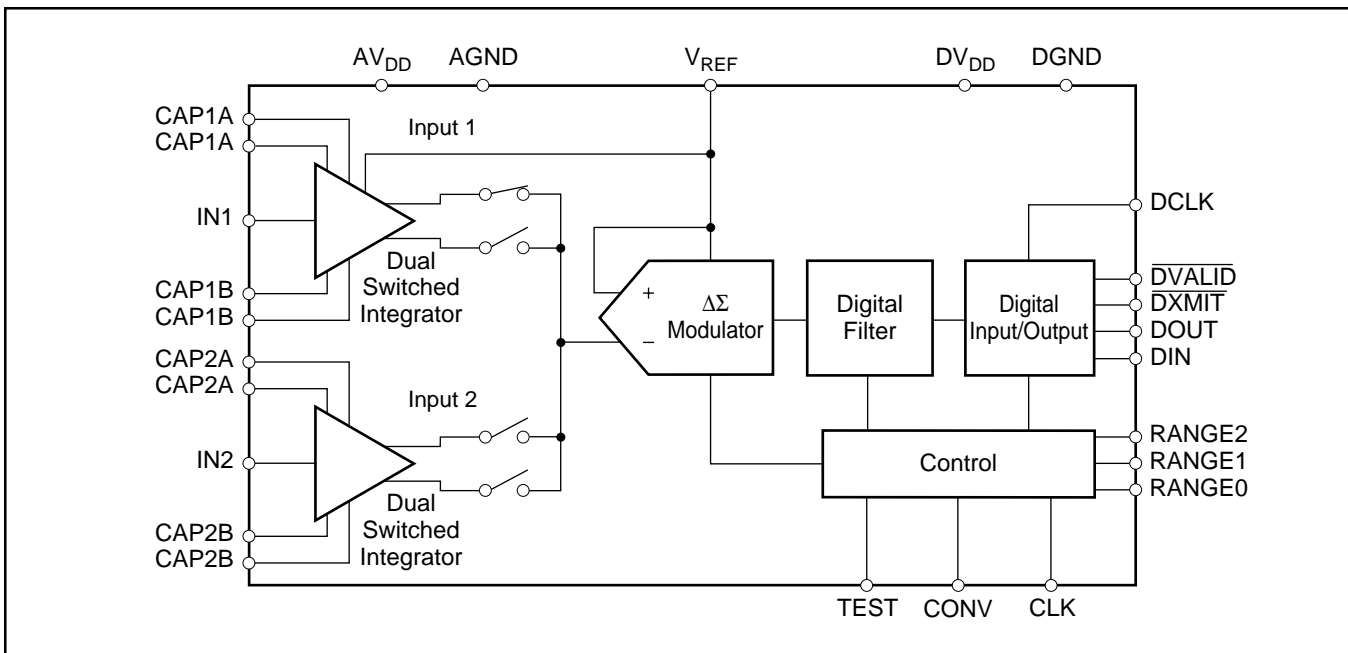 AVDD AGND VREF DVDD DGND
CAP1A
CAP1A
Input 1
IN1
DCLK
Dual
Switched
Integrator
CAP1B
CAP1B
+
−
ΔΣ
Modulator
Digital
Filter
Digital
Input/Output
DVALID
DXMIT
DOUT
DIN
CAP2A
CAP2A
Input 2
IN2
Dual
Switched
Integrator
CAP2B
CAP2B
Control
RANGE2
RANGE1
RANGE0
TEST CONV CLK